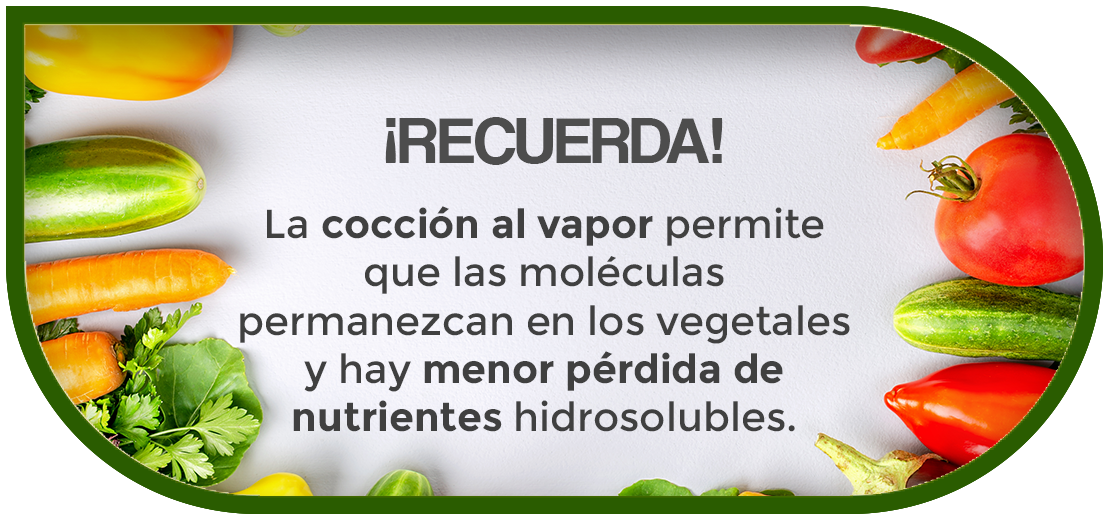 ¡RECUERDA!
La cocción al vapor permite
que las moléculas
permanezcan en los vegetales
y hay menor pérdida de
nutrientes hidrosolubles.